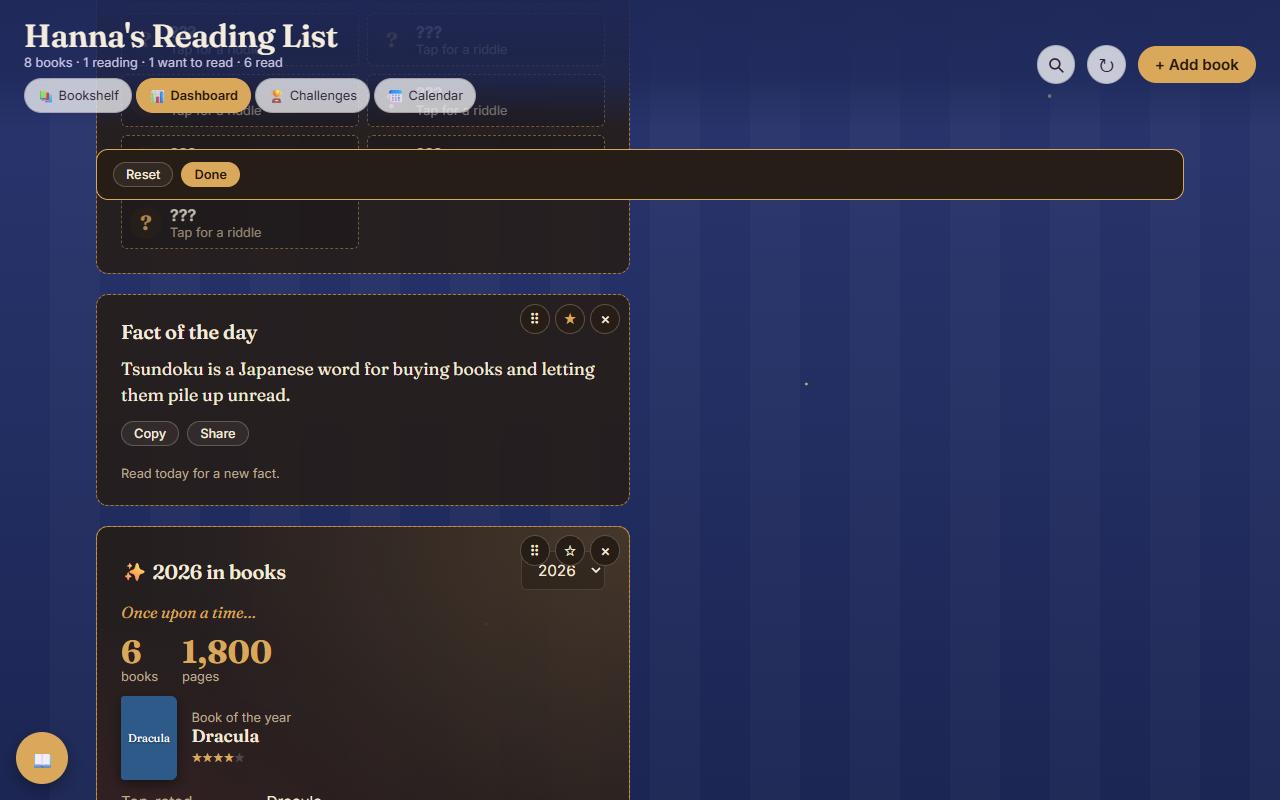 ??? ???
Tap for a riddle
Hanna's Reading List
8 books · 1 reading · 1 want to read · 6 read
+ Add book
Bookshelf Dashboard Challenges Calendar
Tap for a riddle Tap for a riddle
Reset Done
???
? Tap for a riddle
Fact of the day
Tsundoku is a Japanese word for buying books and letting
them pile up unread.
Copy Share
Read today for a new fact.
2026 in books 2026
Once upon a time...
6 1,800
books pages
Dracula
Book of the year
Dracula
★★★★★
Top-rated Dracula